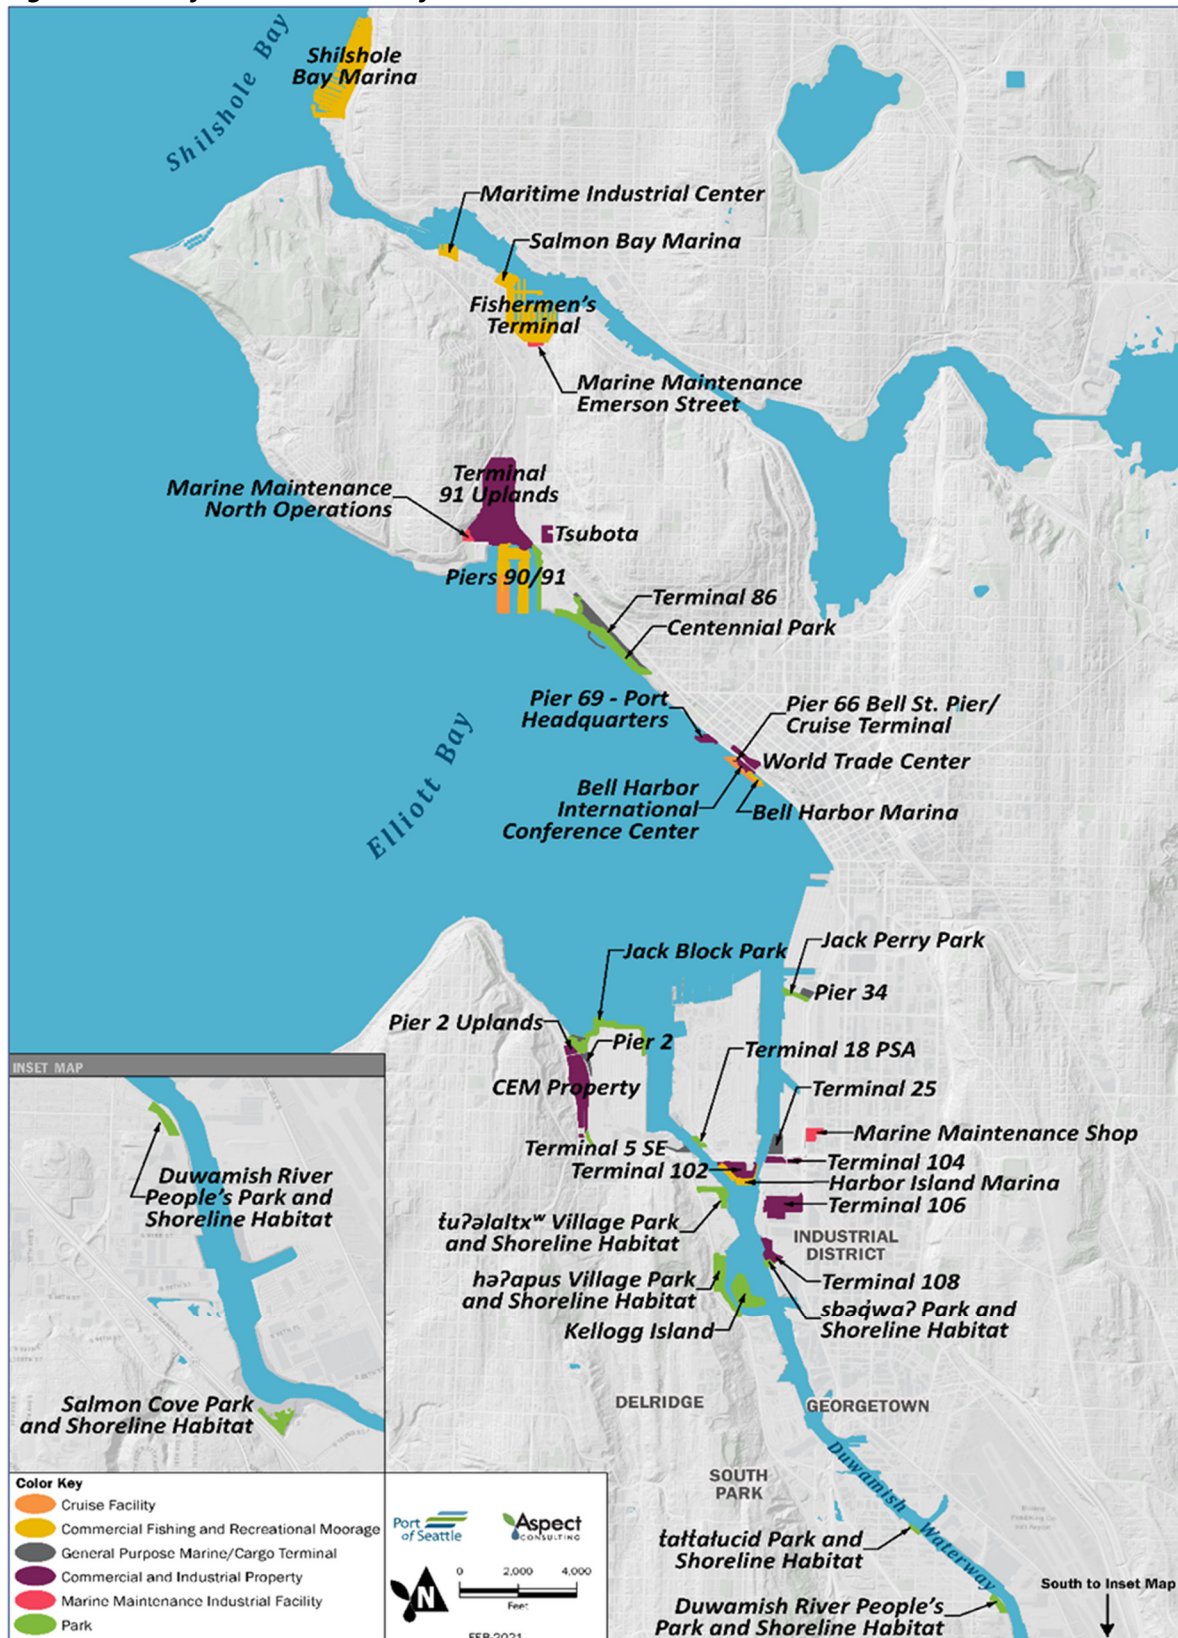 Shilshole Bay
Shilshole
Bay Marina
Maritime Industrial Center
Salmon Bay Marina
Fishermen's
Terminal
Marine Maintenance
Emerson Street
Terminal
91 Uplands
Marine Maintenance
North Operations
Tsubota
Piers 90/91
Terminal 86
Centennial Park
Pier 69 - Port
Headquarters
Pier 66 Bell St. Pier/
Cruise Terminal
World Trade Center
Bell Harbor
International
Conference Center
Bell Harbor Marina
Elliott Bay
Jack Block Park
Jack Perry Park
Pier 34
Pier 2 Uplands
Pier 2
Terminal 18 PSA
CEM Property
Terminal 25
Marine Maintenance Shop
Terminal 5 SE
Terminal 104
Terminal 102
Harbor Island Marina
Terminal 106
t̓uʔəlaltxʷ Village Park
and Shoreline Habitat
INDUSTRIAL
DISTRICT
həʔapus Village Park
and Shoreline Habitat
Terminal 108
sbəq̓waʔ Park and
Shoreline Habitat
Kellogg Island
DELRIDGE
GEORGETOWN
SOUTH
PARK
Duwamish Waterway
t̓ałt̓ałucid Park and
Shoreline Habitat
South to Inset Map
Duwamish River People's
Park and Shoreline Habitat
INSET MAP
Duwamish River
People's Park and
Shoreline Habitat
Salmon Cove Park
and Shoreline Habitat
Color Key
Cruise Facility
Commercial Fishing and Recreational Moorage
General Purpose Marine/Cargo Terminal
Commercial and Industrial Property
Marine Maintenance Industrial Facility
Park
Port
of Seattle
Aspect
CONSULTING
N
0 2,000 4,000
Feet
FEB-2021